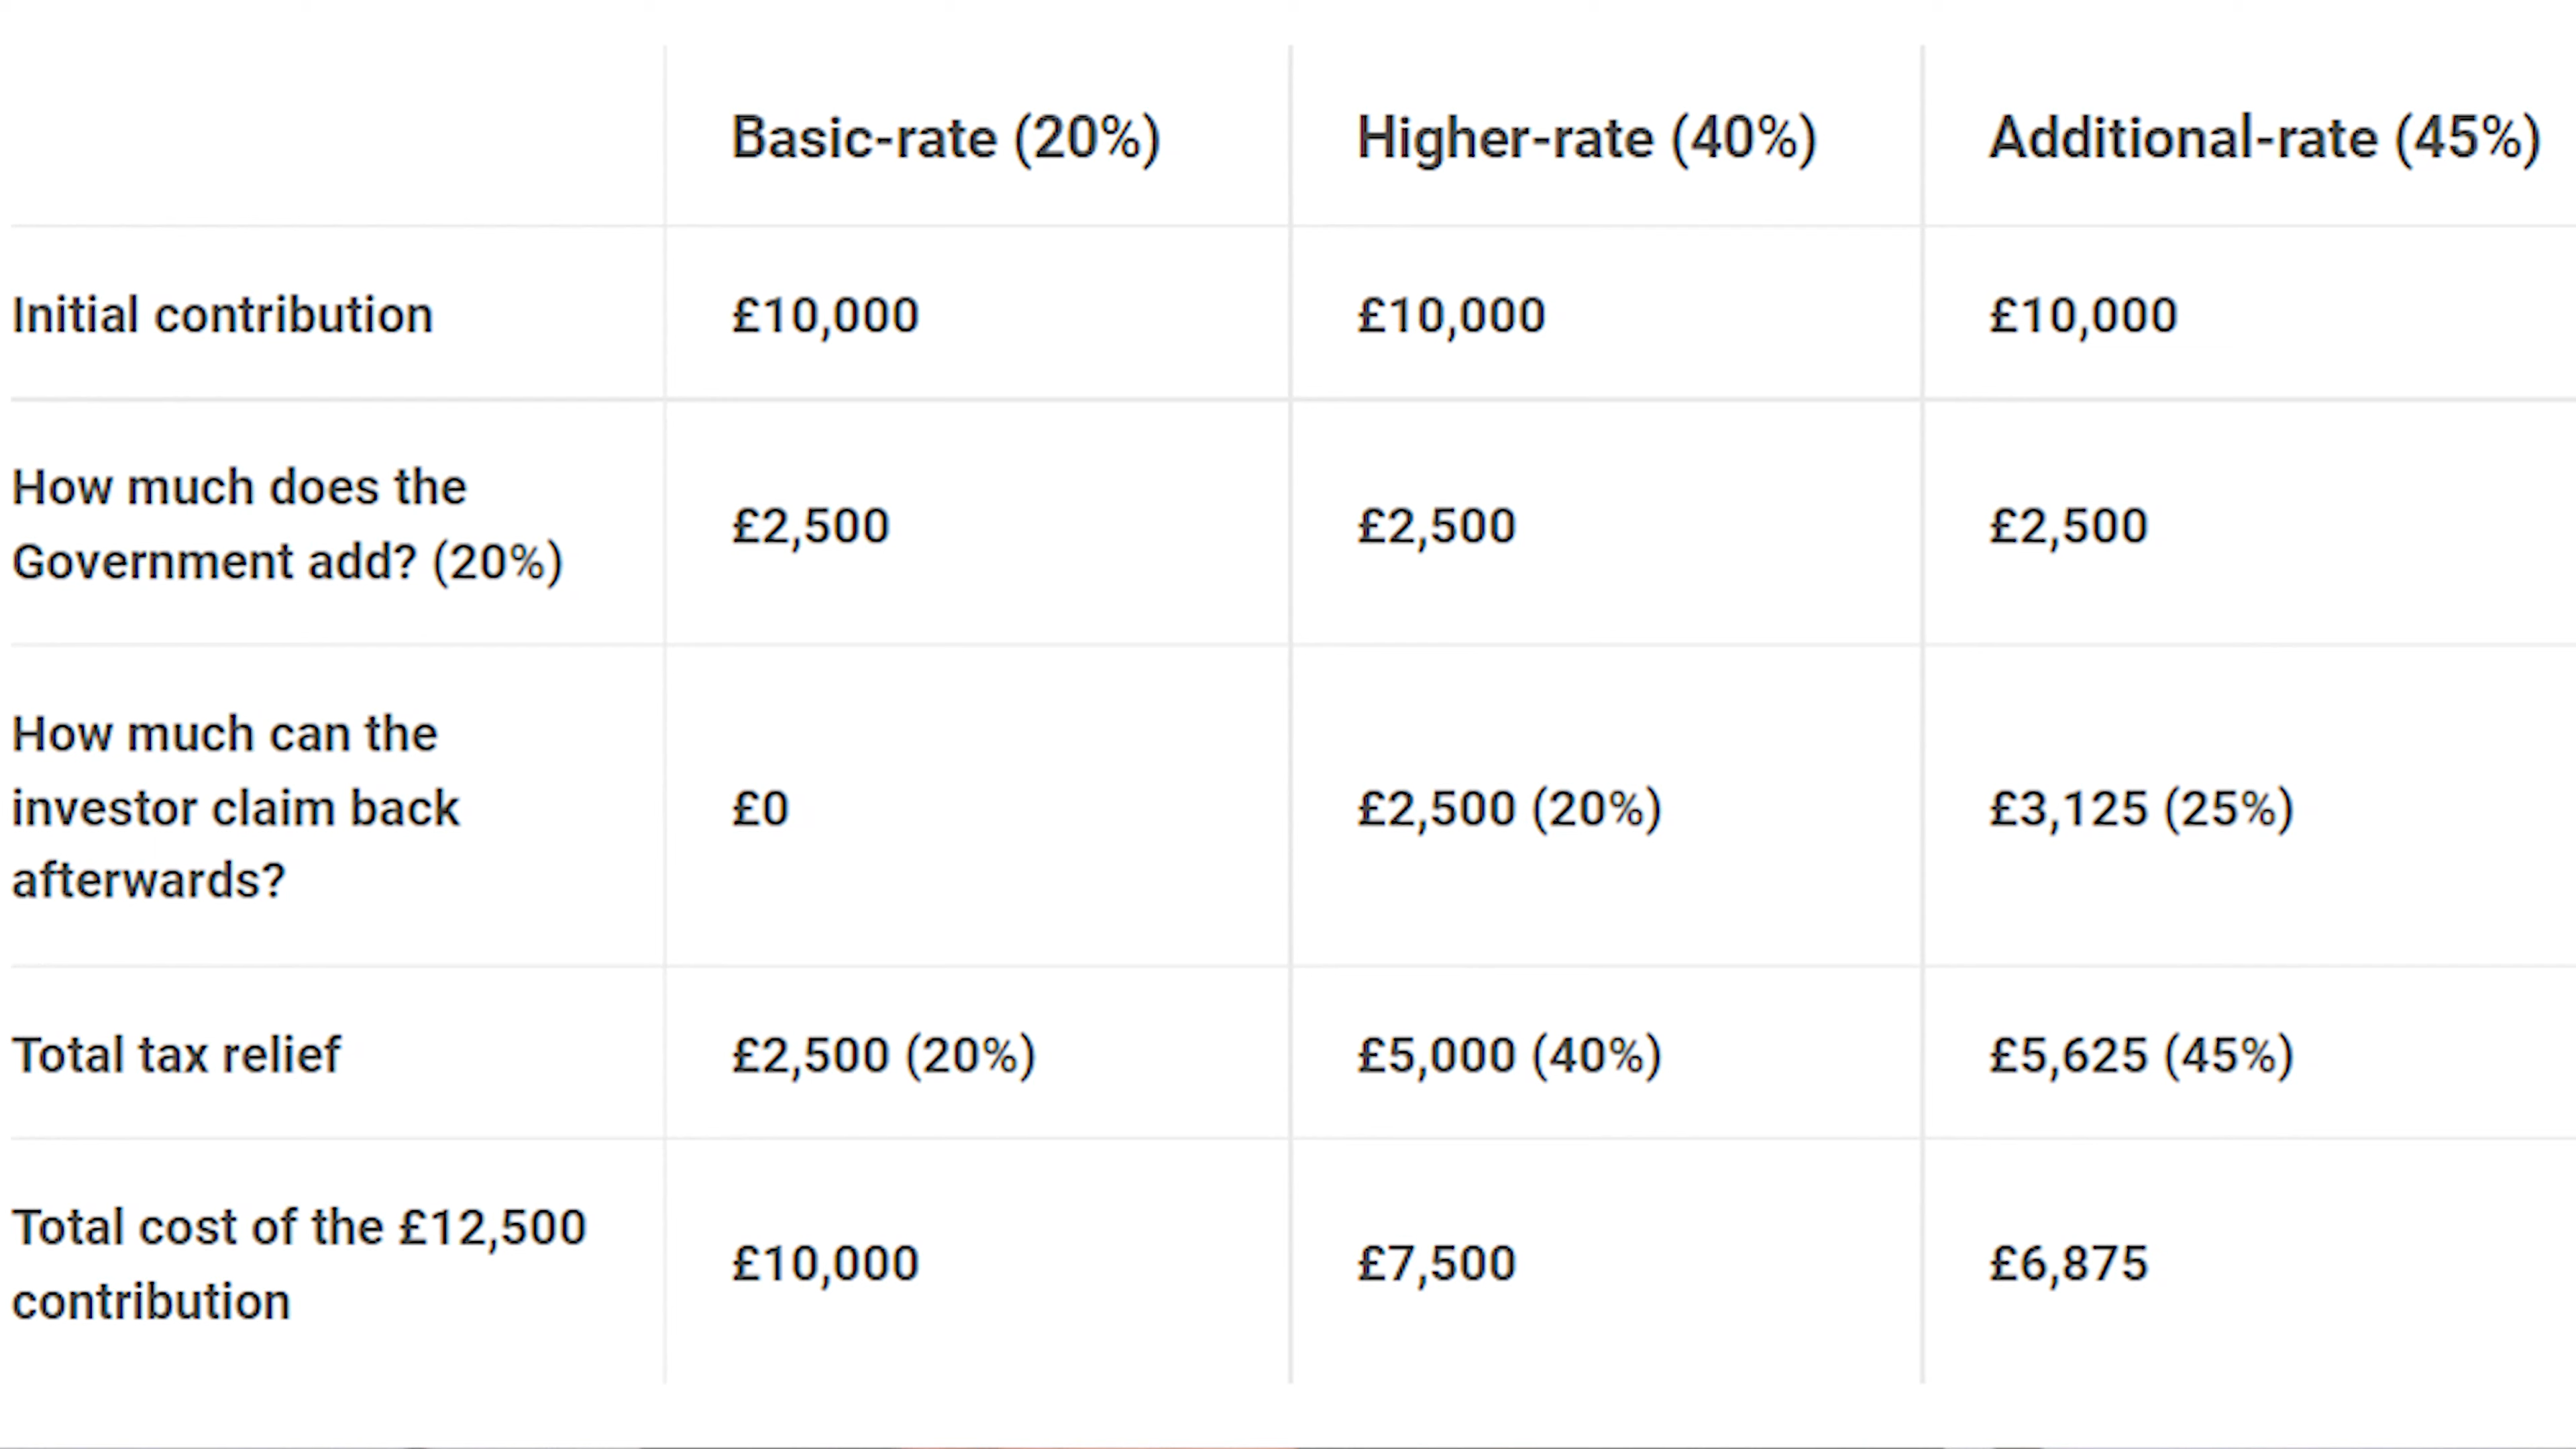 Basic-rate (20%) Higher-rate (40%) Additional-rate (45%)
Initial contribution £10,000 £10,000 £10,000
How much does the
Government add? (20%) £2,500 £2,500 £2,500
How much can the
investor claim back £0 £2,500 (20%) £3,125 (25%)
afterwards?
Total tax relief £2,500 (20%) £5,000 (40%) £5,625 (45%)
Total cost of the £12,500
contribution £10,000 £7,500 £6,875